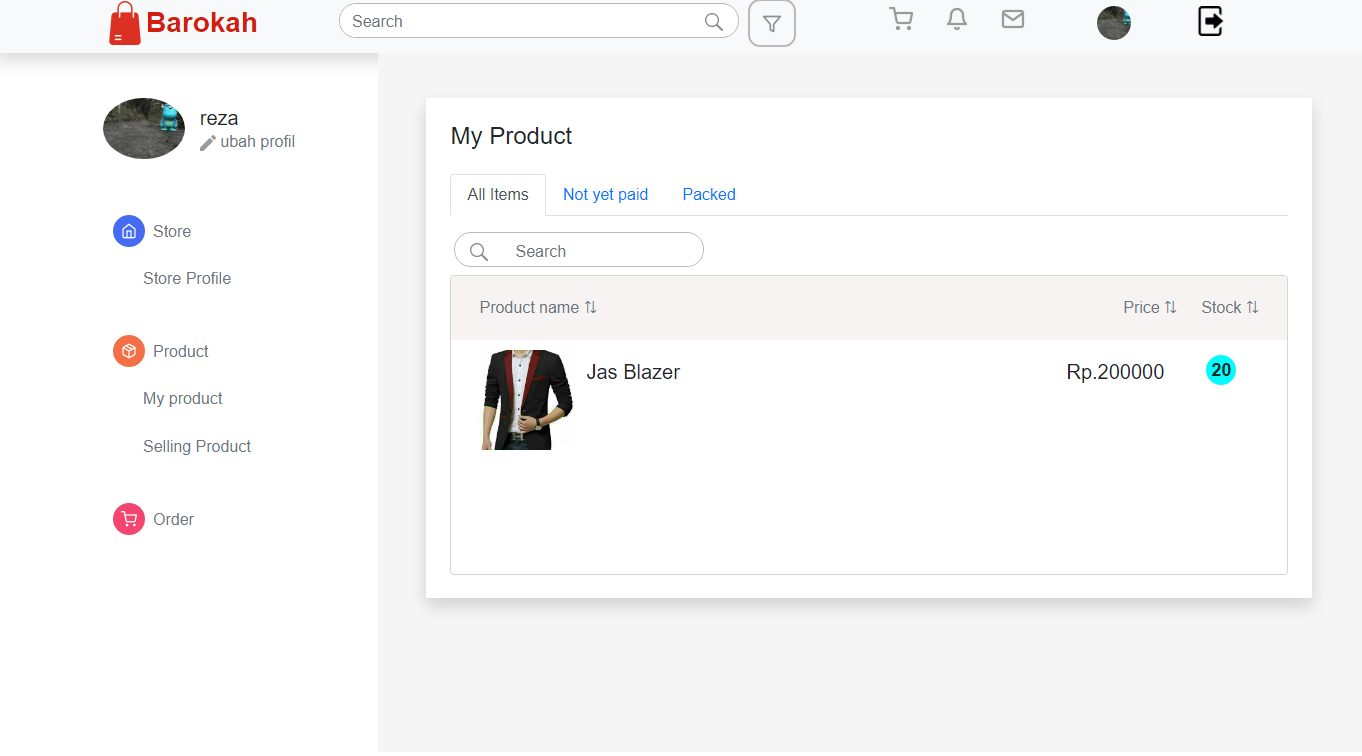 Barokah
Search
reza
ubah profil
Store
Store Profile
Product
My product
Selling Product
Order
My Product
All Items Not yet paid Packed
Search
Product name Price Stock
Jas Blazer Rp.200000 20